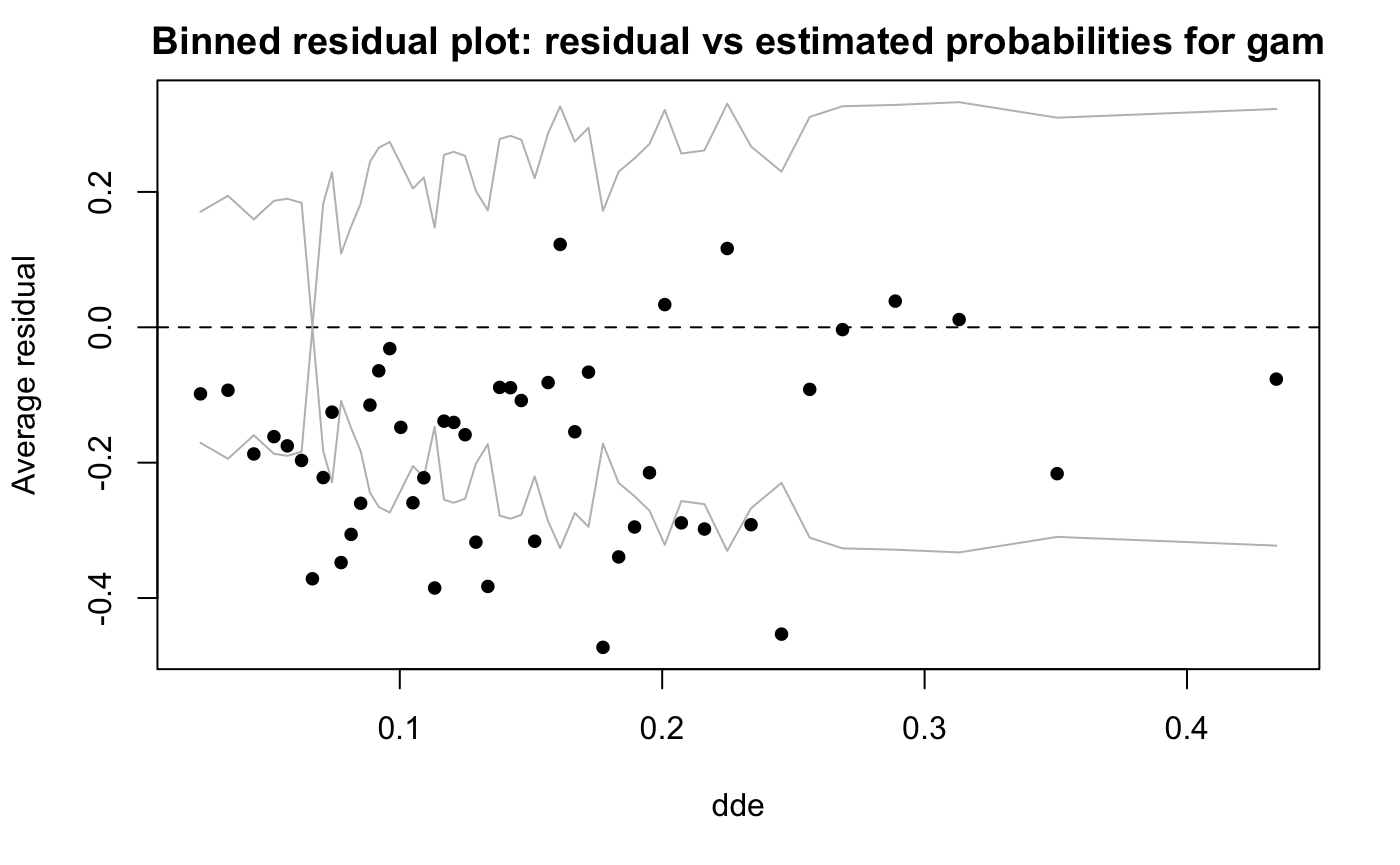 Binned residual plot: residual vs estimated probabilities for gam
Average residual
0.2
0.0
-0.2
-0.4
0.1 0.2 0.3 0.4
dde